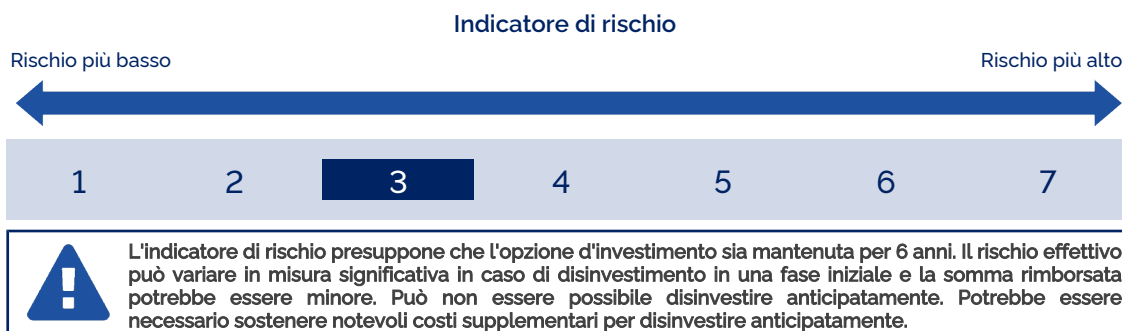 Indicatore di rischio
Rischio più basso
Rischio più alto
1 2 3 4 5 6 7
L'indicatore di rischio presuppone che l'opzione d'investimento sia mantenuta per 6 anni. Il rischio effettivo
può variare in misura significativa in caso di disinvestimento in una fase iniziale e la somma rimborsata
potrebbe essere minore. Può non essere possibile disinvestire anticipatamente. Potrebbe essere
necessario sostenere notevoli costi supplementari per disinvestire anticipatamente.